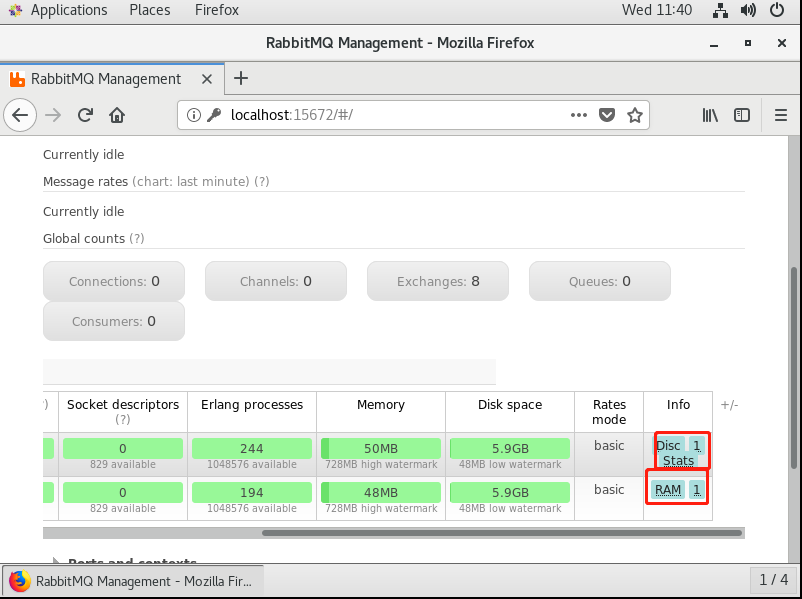 Applications Places Firefox Wed 11:40
RabbitMQ Management - Mozilla Firefox
RabbitMQ Management
localhost:15672/#/
Currently idle
Message rates (chart: last minute) (?)
Currently idle
Global counts (?)
Connections: 0 Channels: 0 Exchanges: 8 Queues: 0
Consumers: 0
?) Socket descriptors (?) Erlang processes Memory Disk space Rates mode Info +/-
0 244 50MB 5.9GB basic Disc 1 Stats
829 available 1048576 available 728MB high watermark 48MB low watermark
0 194 48MB 5.9GB basic RAM 1
829 available 1048576 available 728MB high watermark 48MB low watermark
Ports and contexts
RabbitMQ Management - Mozilla Fir... 1 / 4